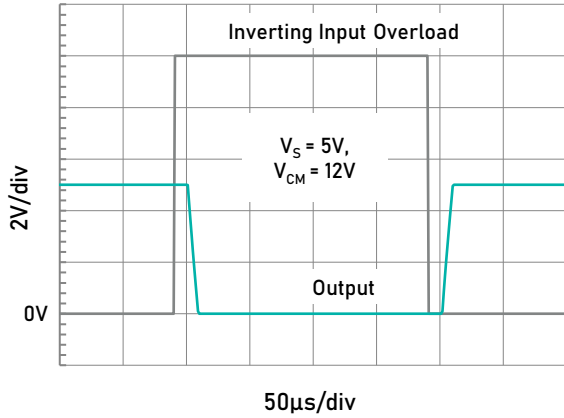 Inverting Input Overload
V_S = 5V,
V_CM = 12V
2V/div
Output
0V
50µs/div